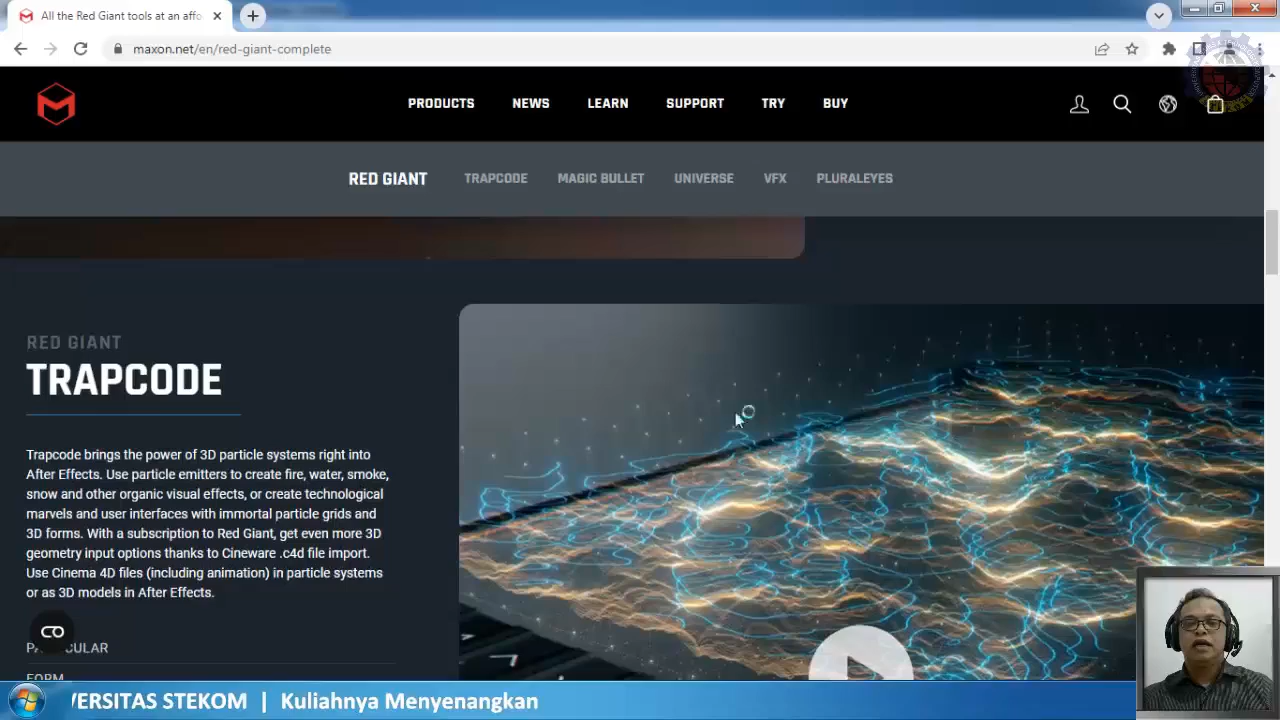 All the Red Giant tools at an affo
maxon.net/en/red-giant-complete
PRODUCTS NEWS LEARN SUPPORT TRY BUY
RED GIANT TRAPCODE MAGIC BULLET UNIVERSE VFX PLURALEYES
RED GIANT
TRAPCODE
Trapcode brings the power of 3D particle systems right into
After Effects. Use particle emitters to create fire, water, smoke,
snow and other organic visual effects, or create technological
marvels and user interfaces with immortal particle grids and
3D forms. With a subscription to Red Giant, get even more 3D
geometry input options thanks to Cineware .c4d file import.
Use Cinema 4D files (including animation) in particle systems
or as 3D models in After Effects.
FORM
VERSITAS STEKOM | Kuliahnya Menyenangkan